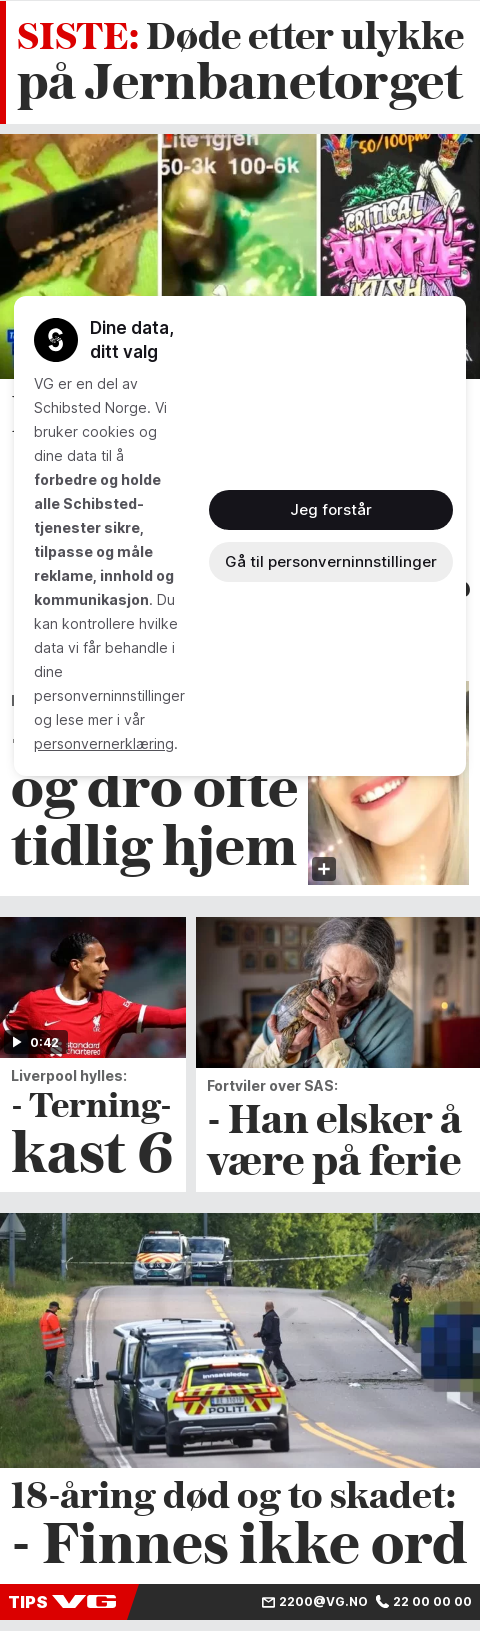 SISTE: Døde etter ulykke
på Jernbanetorget
Lite igjen
50-3k 100-6k
50/100pk
CRITICAL
PURPLE
KUSH
Dine data,
ditt valg
VG er en del av
Schibsted Norge. Vi
bruker cookies og
dine data til å
forbedre og holde
alle Schibsted-
tjenester sikre,
tilpasse og måle
reklame, innhold og
kommunikasjon. Du
kan kontrollere hvilke
data vi får behandle i
dine
personverninnstillinger
og lese mer i vår
personvernerklæring.
Jeg forstår
Gå til personverninnstillinger
og dro ofte
tidlig hjem
0:42
standard
chartered
Liverpool hylles:
- Terning-
kast 6
Fortviler over SAS:
- Han elsker å
være på ferie
Innsatsleder
POLITI
18-åring død og to skadet:
- Finnes ikke ord
TIPS VG
2200@VG.NO
22 00 00 00